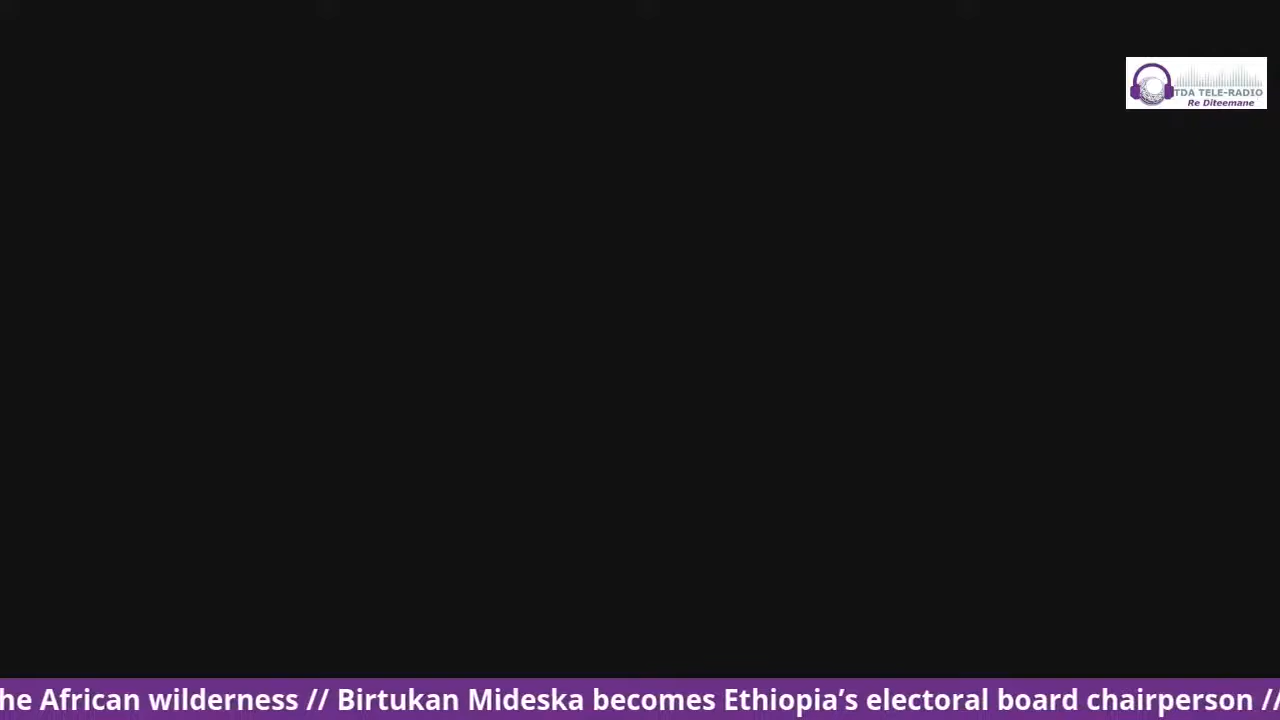 TDA TELE-RADIO
Re Diteemane
he African wilderness // Birtukan Mideska becomes Ethiopia’s electoral board chairperson //